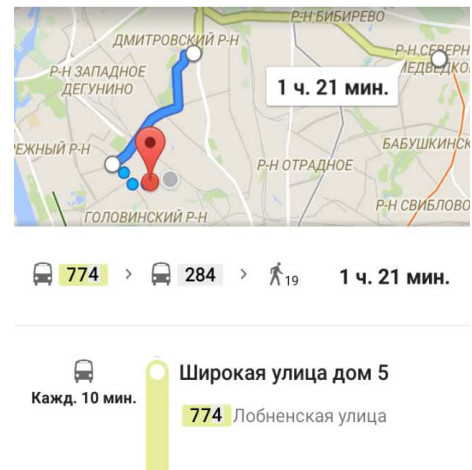 Р-Н БИБИРЕВО
ДМИТРОВСКИЙ Р-Н
Р-Н ЗАПАДНОЕ
ДЕГУНИНО
1 ч. 21 мин.
Р-Н СЕВЕРН
МЕДВЕДКО
ЕЖНЫЙ Р-Н
Р-Н ОТРАДНОЕ
БАБУШКИНСК
ГОЛОВИНСКИЙ Р-Н
Р-Н СВИБЛОВО
774 > 284 > 19 1 ч. 21 мин.
Широкая улица дом 5
Кажд. 10 мин.
774 Лобненская улица